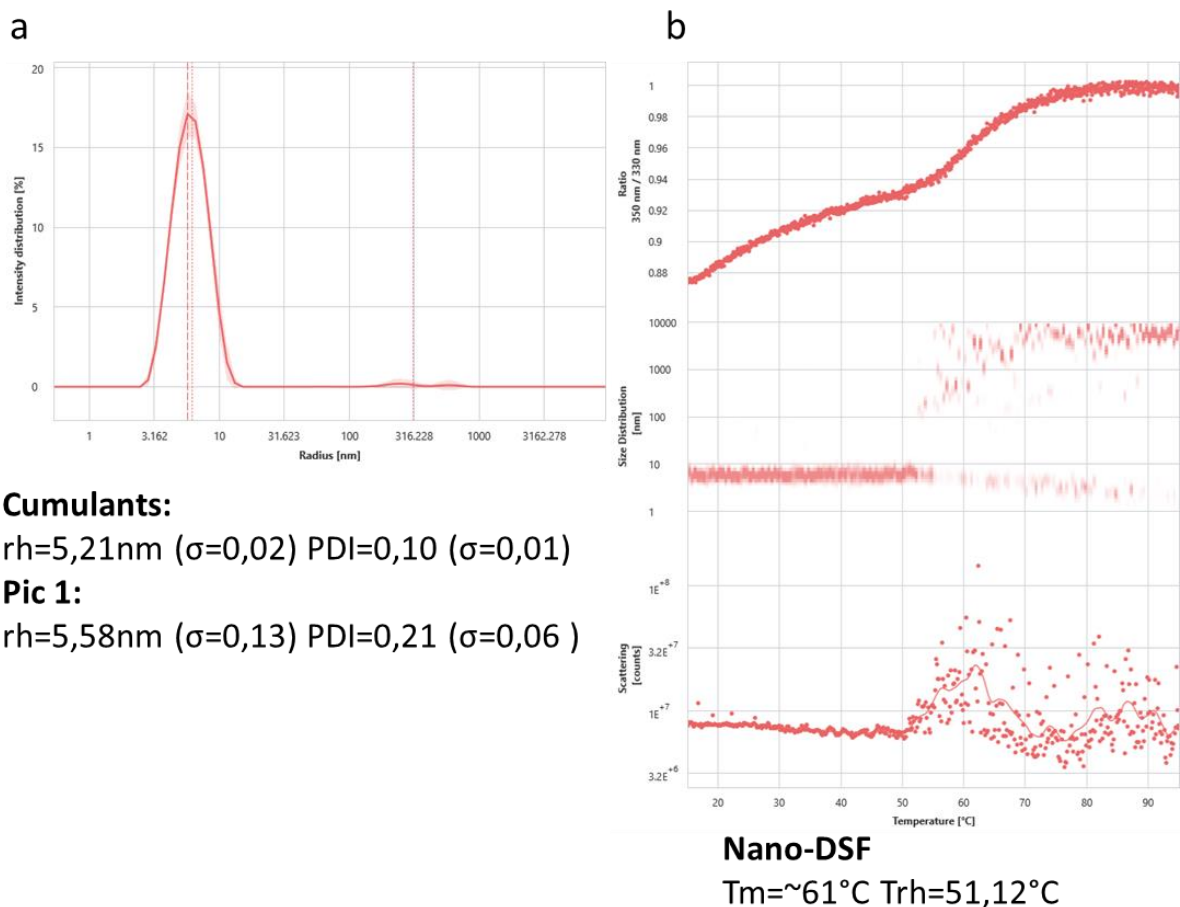 a
20
15
10
5
0
Intensity distribution [%]
1
3.162
10
31.623
100
316.228
1000
3162.278
Radius [nm]
Cumulants:
rh=5,21nm (σ=0,02) PDI=0,10 (σ=0,01)
Pic 1:
rh=5,58nm (σ=0,13) PDI=0,21 (σ=0,06 )
b
1
0.98
0.96
0.94
0.92
0.9
0.88
Ratio
350 nm / 330 nm
10000
1000
100
10
1
Size Distribution
[nm]
1E+8
3.2E+7
1E+7
3.2E+6
Scattering
[counts]
20
30
40
50
60
70
80
90
Temperature [°C]
Nano-DSF
Tm=~61°C Trh=51,12°C